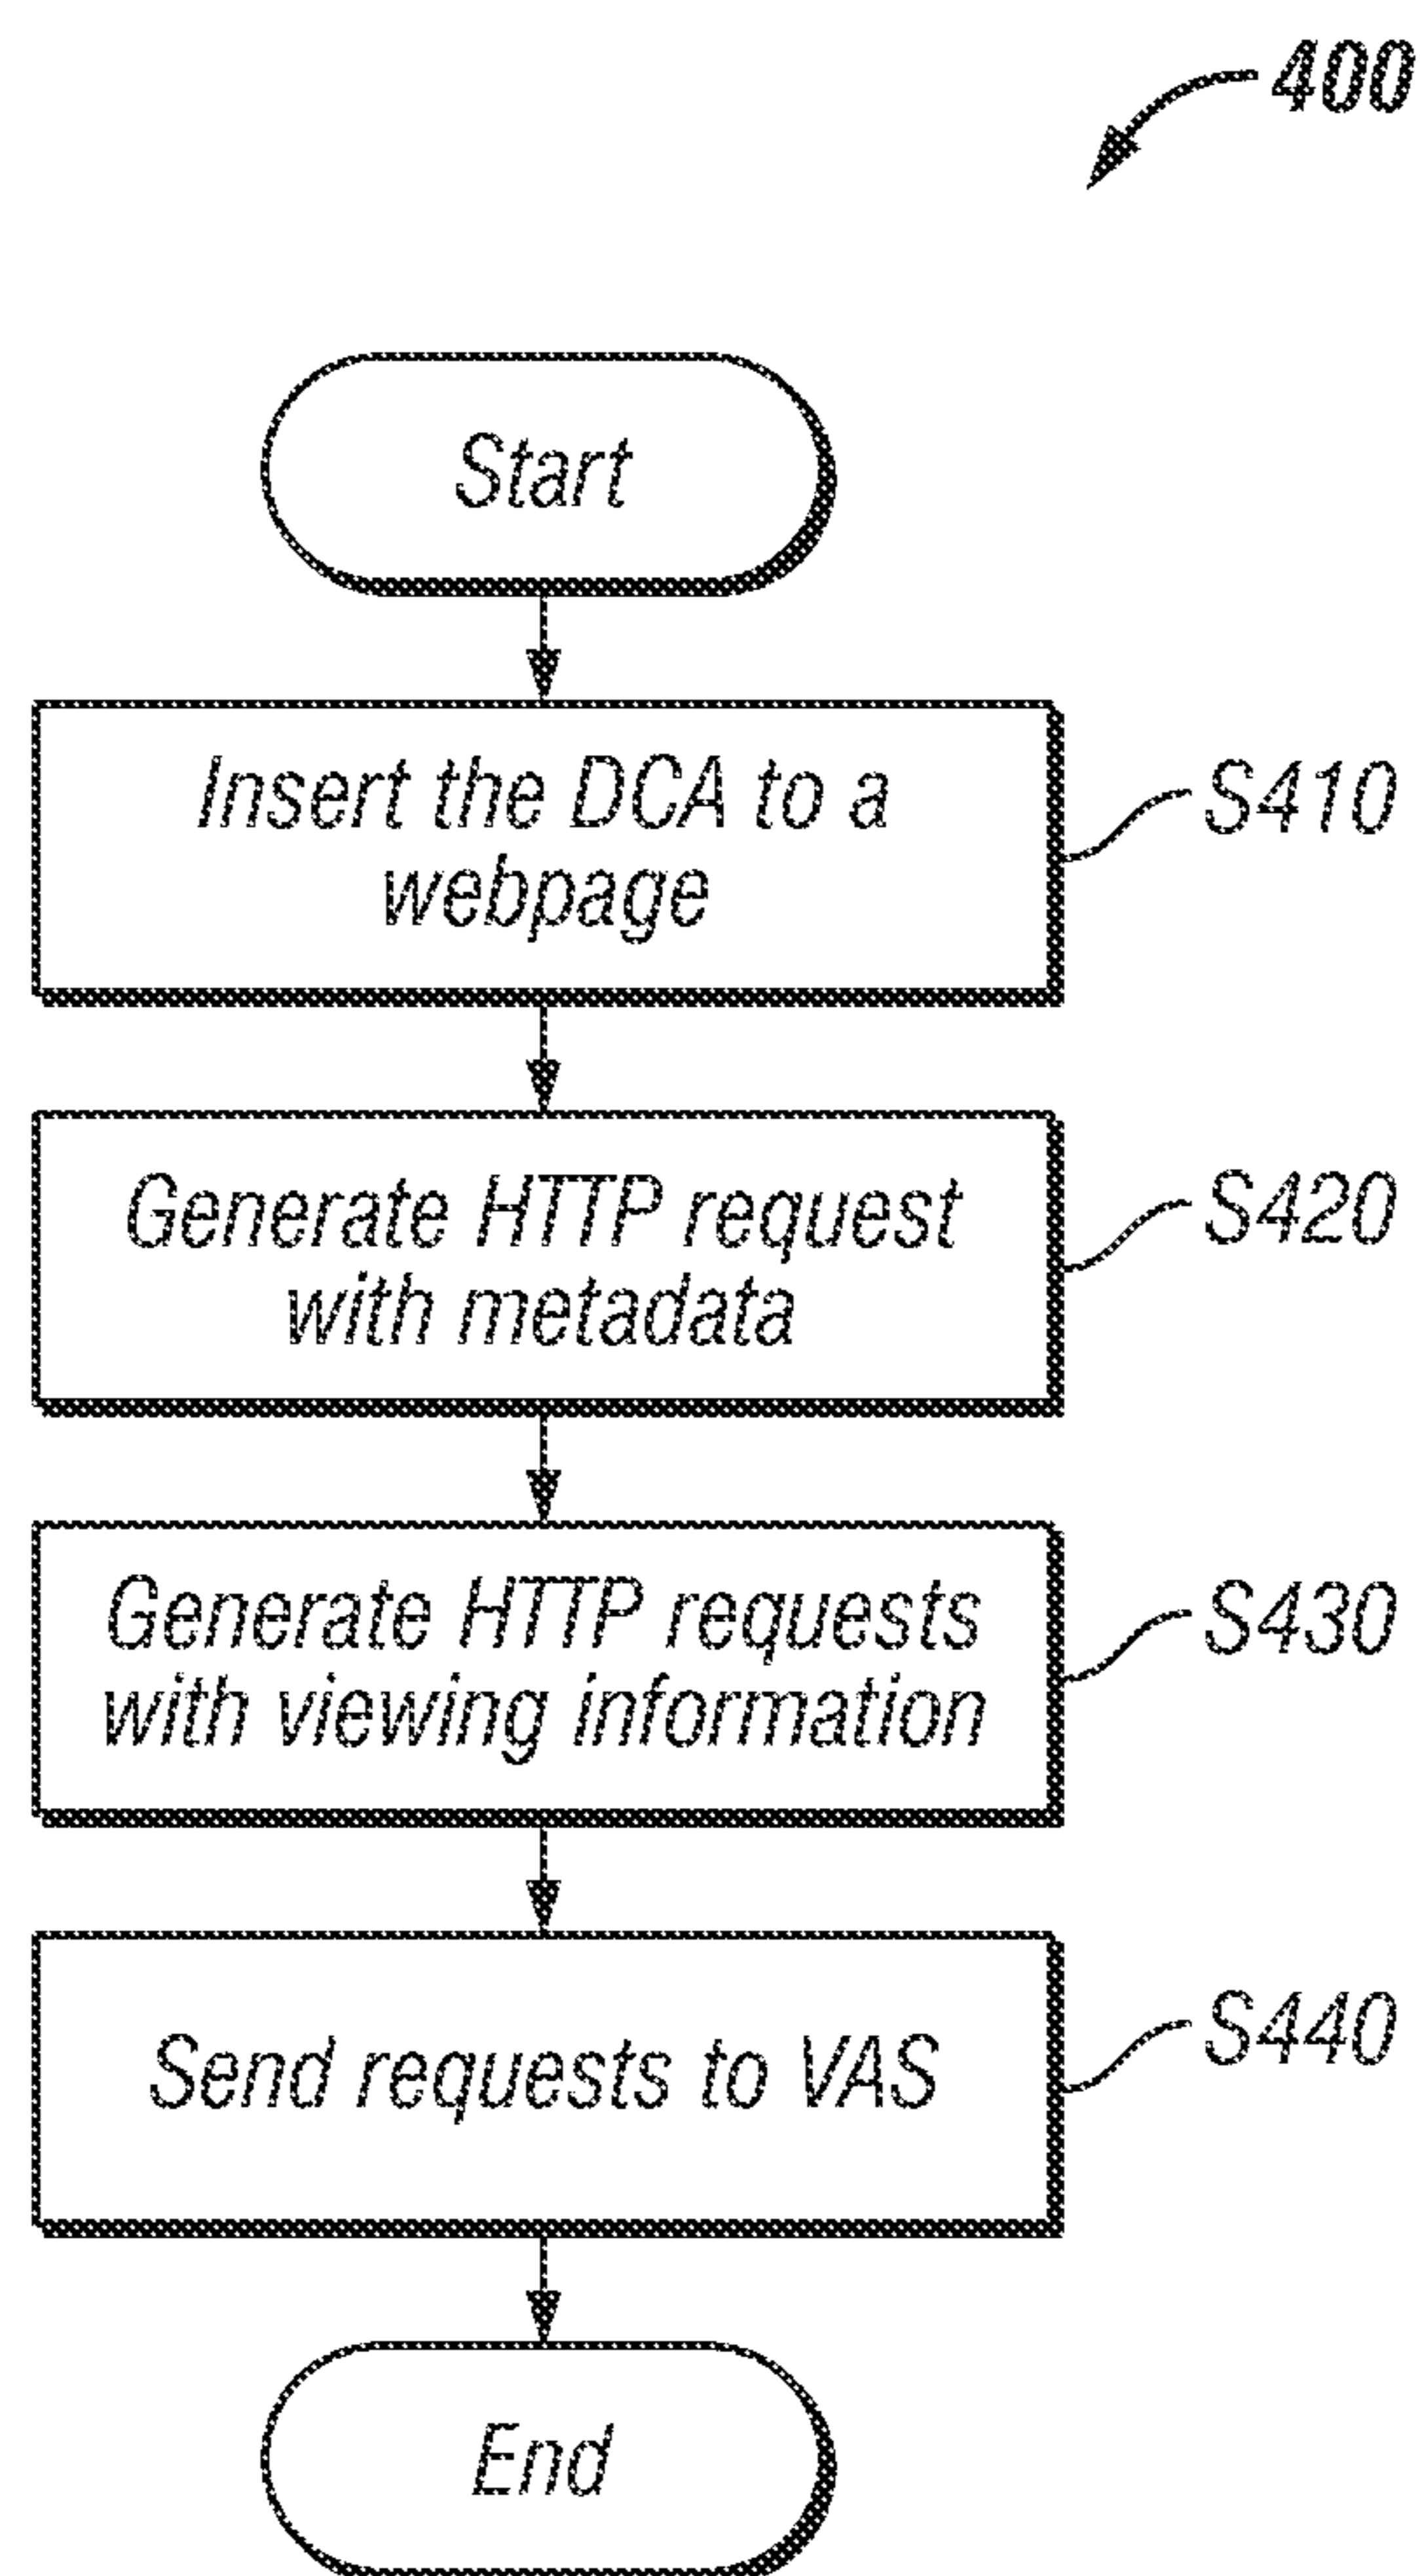 400
Start
Insert the DCA to a
webpage
S410
Generate HTTP request
with metadata
S420
Generate HTTP requests
with viewing information
S430
Send requests to VAS
S440
End